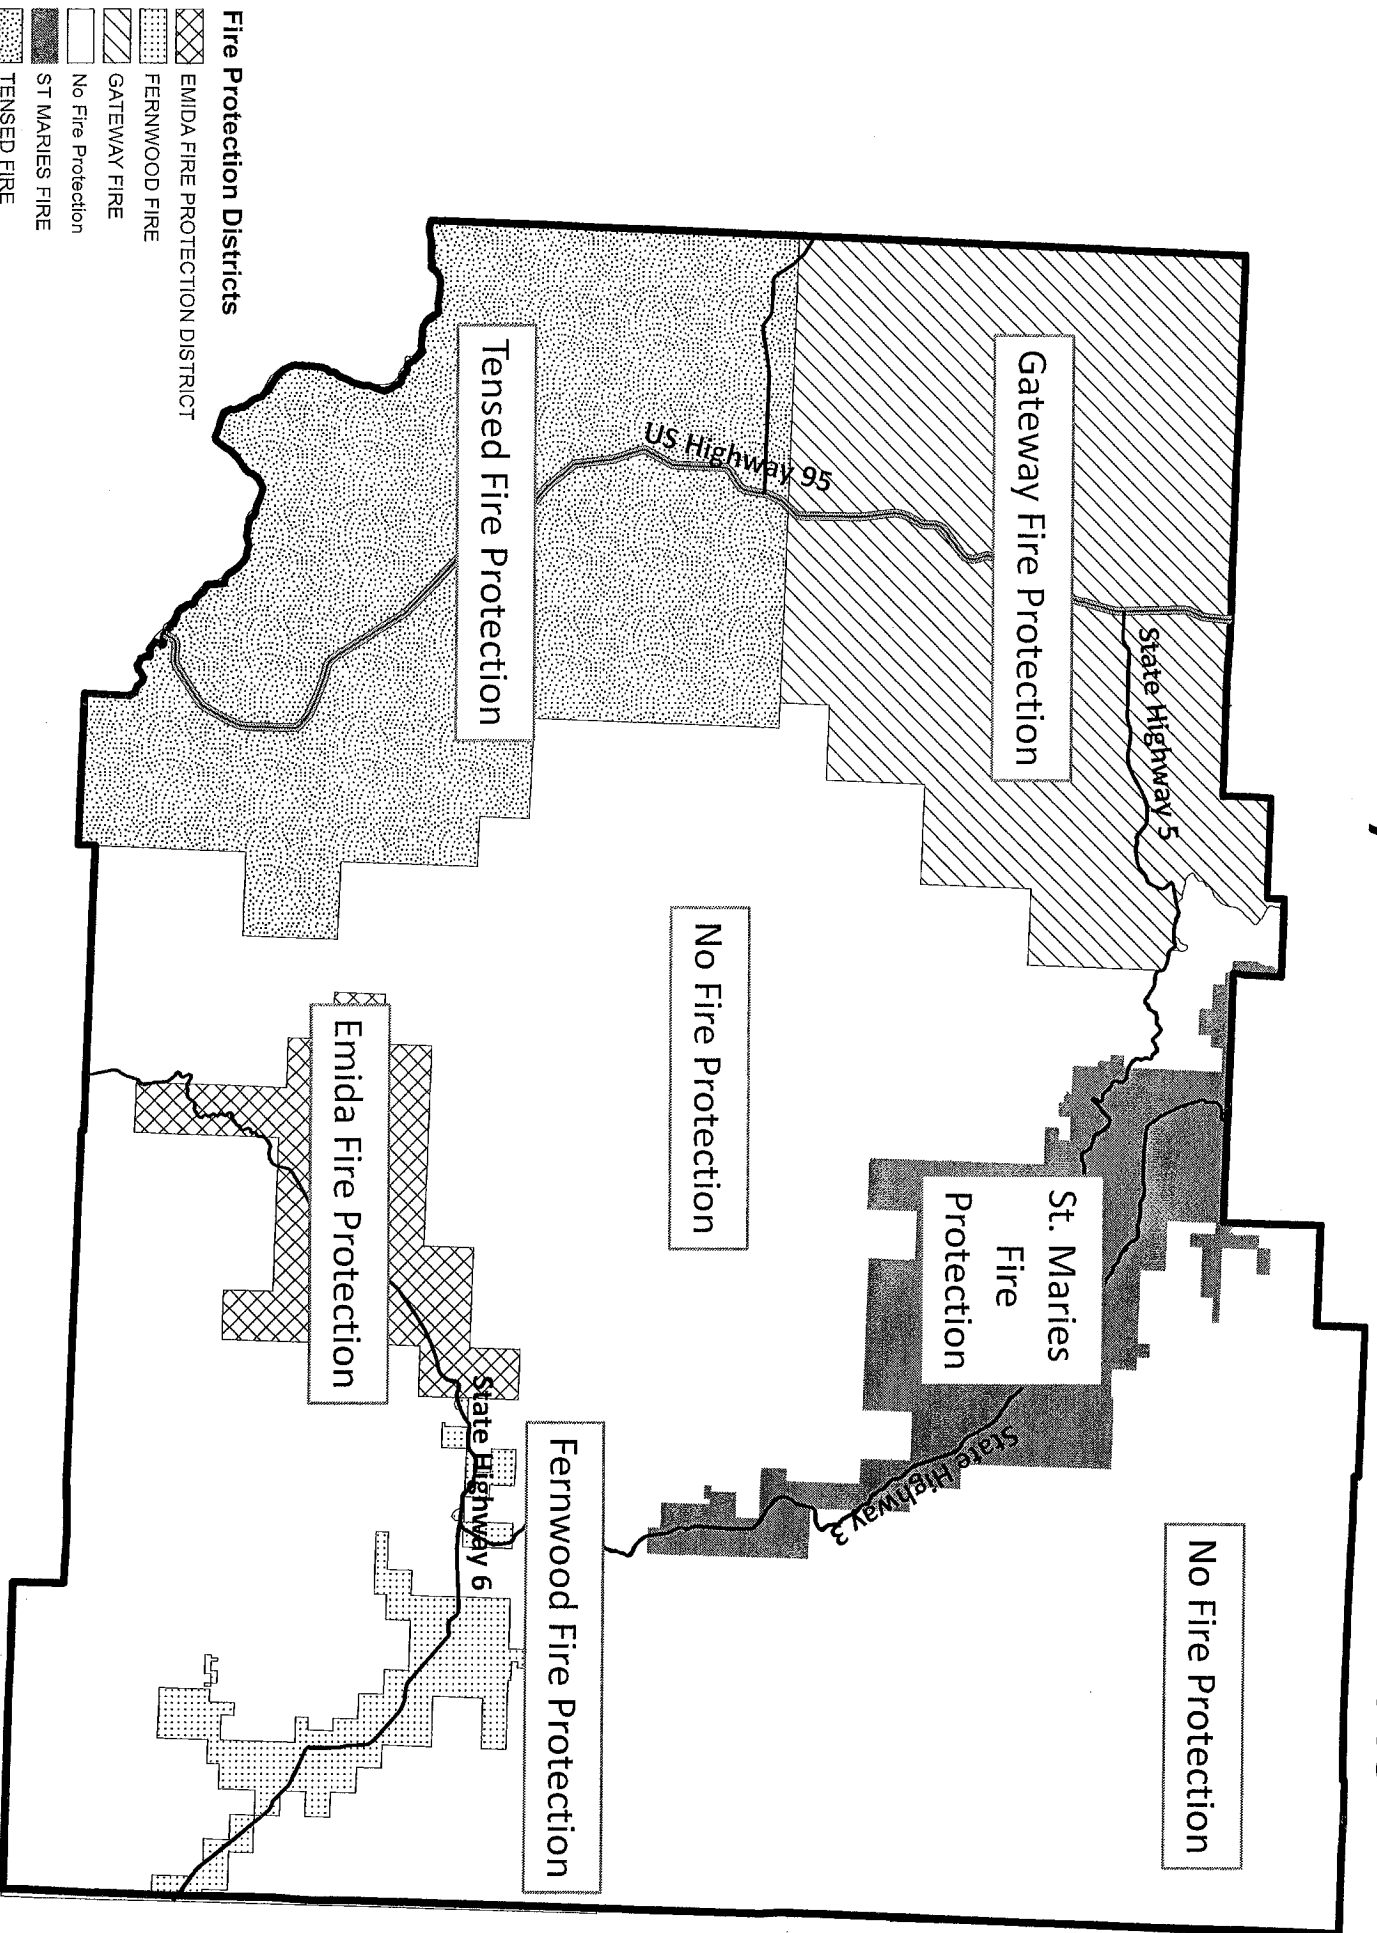 Gateway Fire Protection
State Highway 5
US Highway 95
Tensed Fire Protection
No Fire Protection
St. Maries
Fire
Protection
State Highway 3
No Fire Protection
Emida Fire Protection
State Highway 6
Fernwood Fire Protection
Fire Protection Districts
EMIDA FIRE PROTECTION DISTRICT
FERNWOOD FIRE
GATEWAY FIRE
No Fire Protection
ST MARIES FIRE
TENSED FIRE